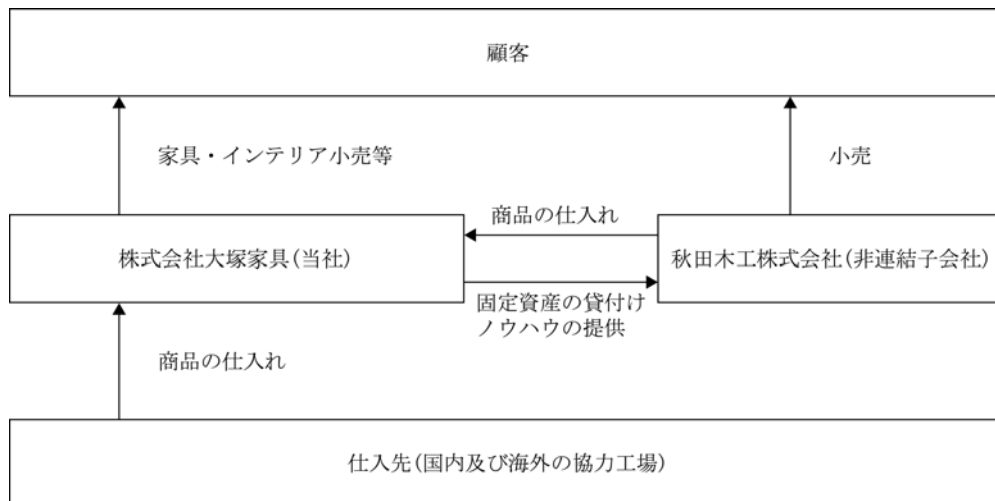 顧客
家具・インテリア小売等
小売
商品の仕入れ
株式会社大塚家具(当社)
秋田木工株式会社(非連結子会社)
固定資産の貸付け
ノウハウの提供
商品の仕入れ
仕入先(国内及び海外の協力工場)